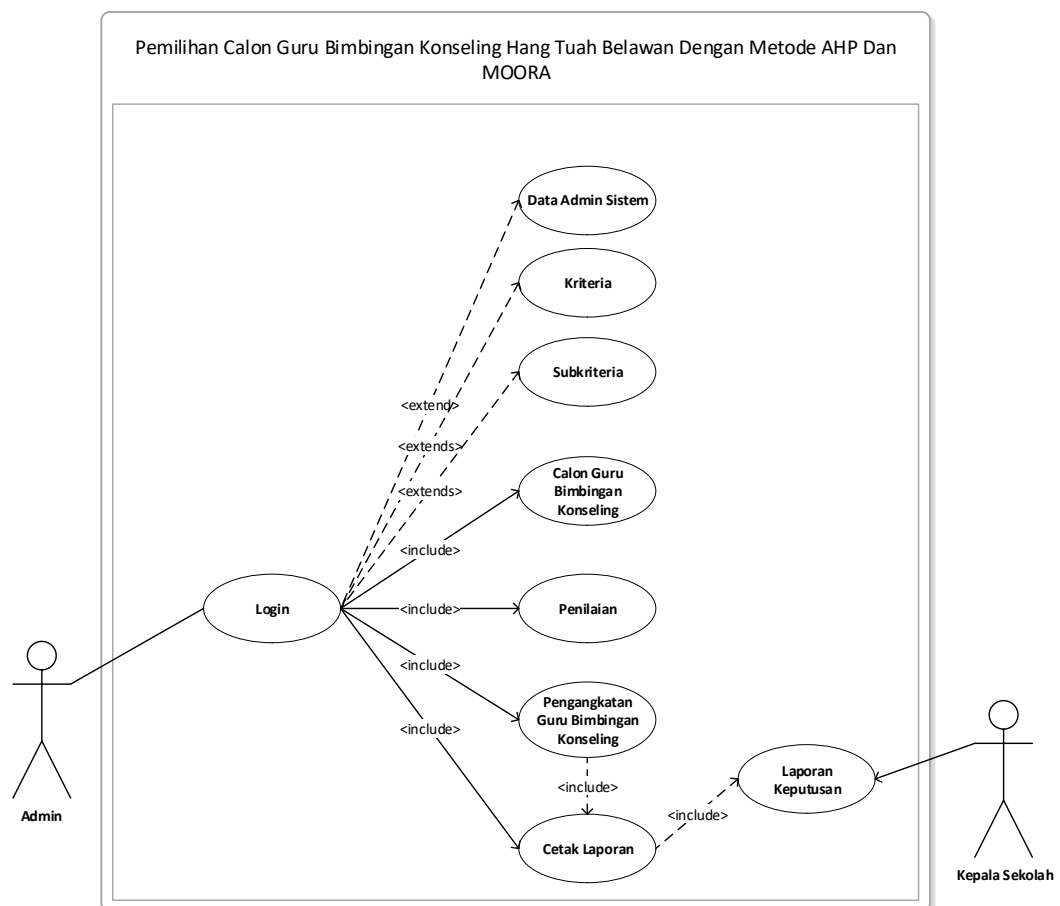 Pemilihan Calon Guru Bimbingan Konseling Hang Tuah Belawan Dengan Metode AHP Dan
MOORA
Data Admin Sistem
Kriteria
Subkriteria
<extend>
<extends>
<extends>
Calon Guru
Bimbingan
Konseling
<include>
Login
<include>
Penilaian
<include>
Pengangkatan
Guru Bimbingan
Konseling
<include>
<include>
Laporan
Keputusan
<include>
Cetak Laporan
Admin
Kepala Sekolah